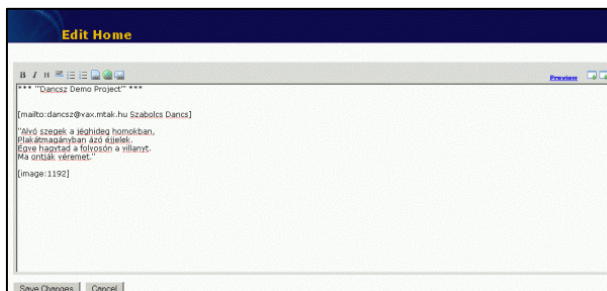 Edit Home
B I H
Preview
*** '''Dancsz Demo Project''' ***
[mailto:dancsz@vax.mtak.hu Szabolcs Dancs]
"Alvó szegek a jéghideg homokban,
Plakátmagányban ázó éjjelek.
Égve hagytad a folyosón a villanyt.
Ma ontják véremet."
[image:1192]
Save Changes Cancel